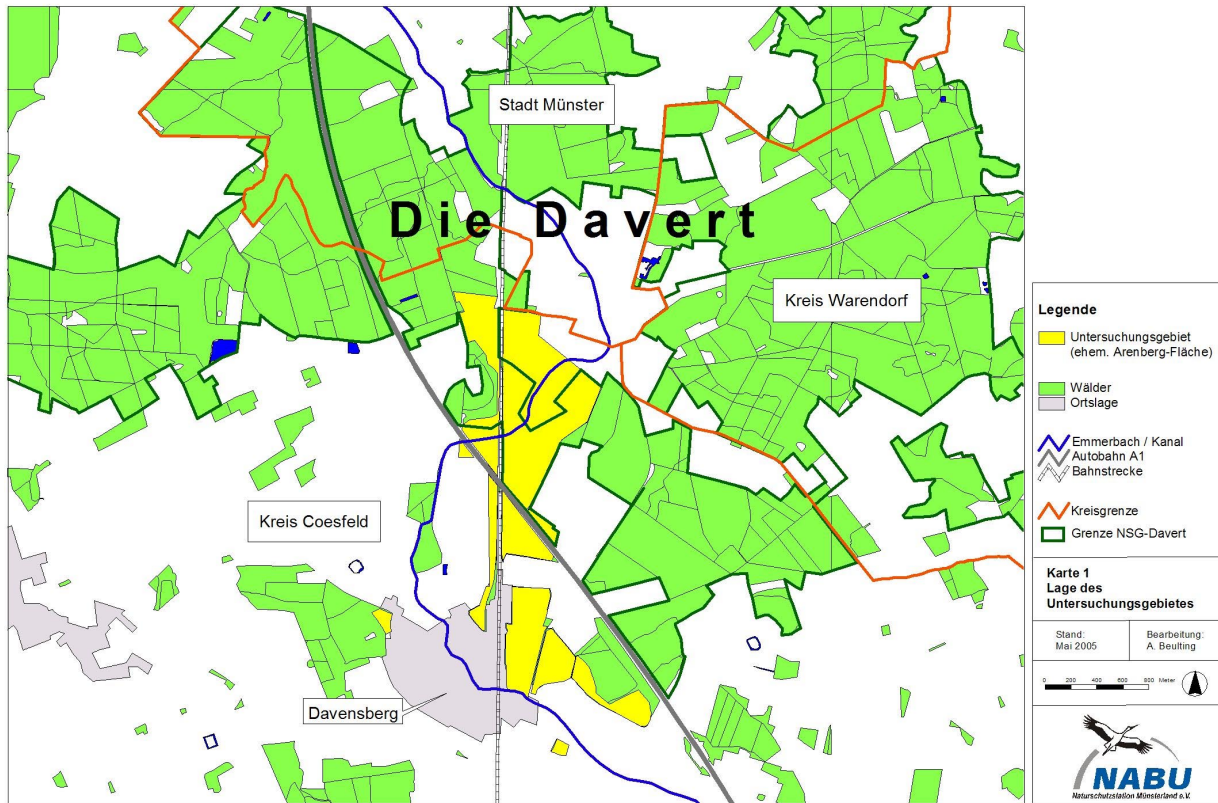 Stadt Münster
Die Davert
Kreis Warendorf
Kreis Coesfeld
Davensberg
Legende
Untersuchungsgebiet
(ehem. Arenberg-Fläche)
Wälder
Ortslage
Emmerbach / Kanal
Autobahn A1
Bahnstrecke
Kreisgrenze
Grenze NSG-Davert
Karte 1
Lage des
Untersuchungsgebietes
Stand:
Mai 2005
Bearbeitung:
A. Beulting
0 200 400 600 800 Meter
NABU
Naturschutzstation Münsterland e.V.